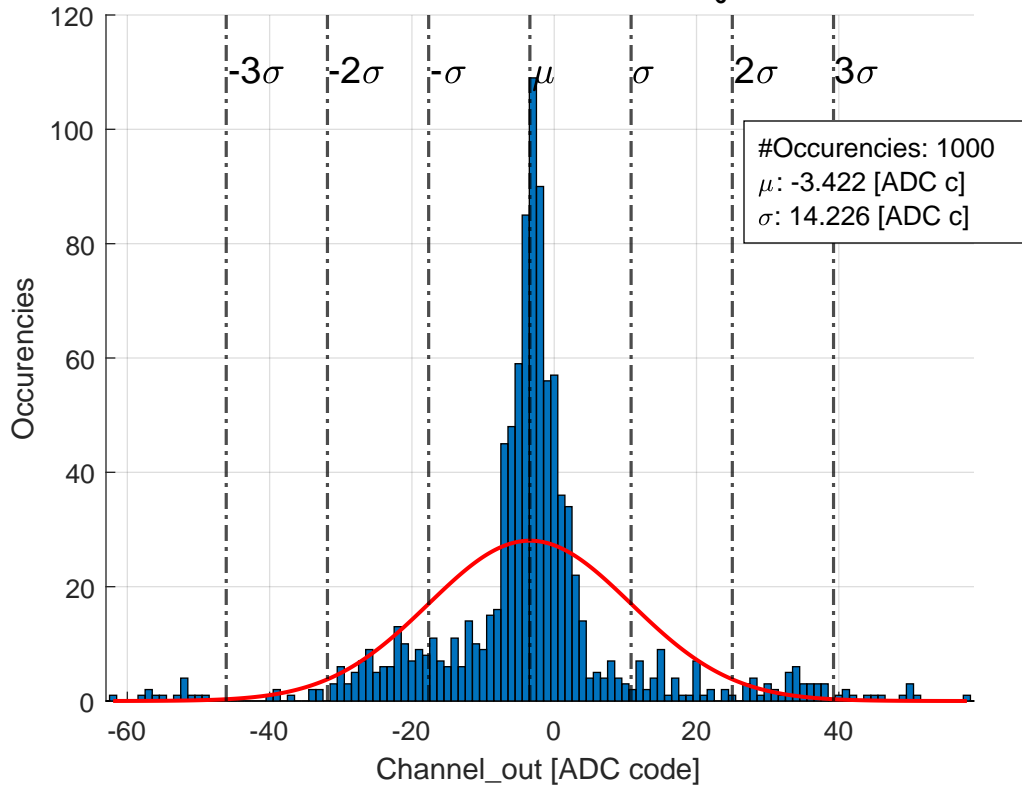 120
100
80
60
40
20
0
-3σ
-2σ
-σ
μ
σ
2σ
3σ
#Occurencies: 1000
μ: -3.422 [ADC c]
σ: 14.226 [ADC c]
Occurencies
-60
-40
-20
0
20
40
Channel_out [ADC code]